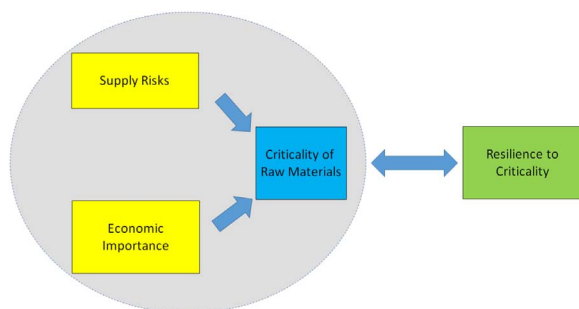 Supply Risks
Criticality of
Raw Materials
Resilience to
Criticality
Economic
Importance